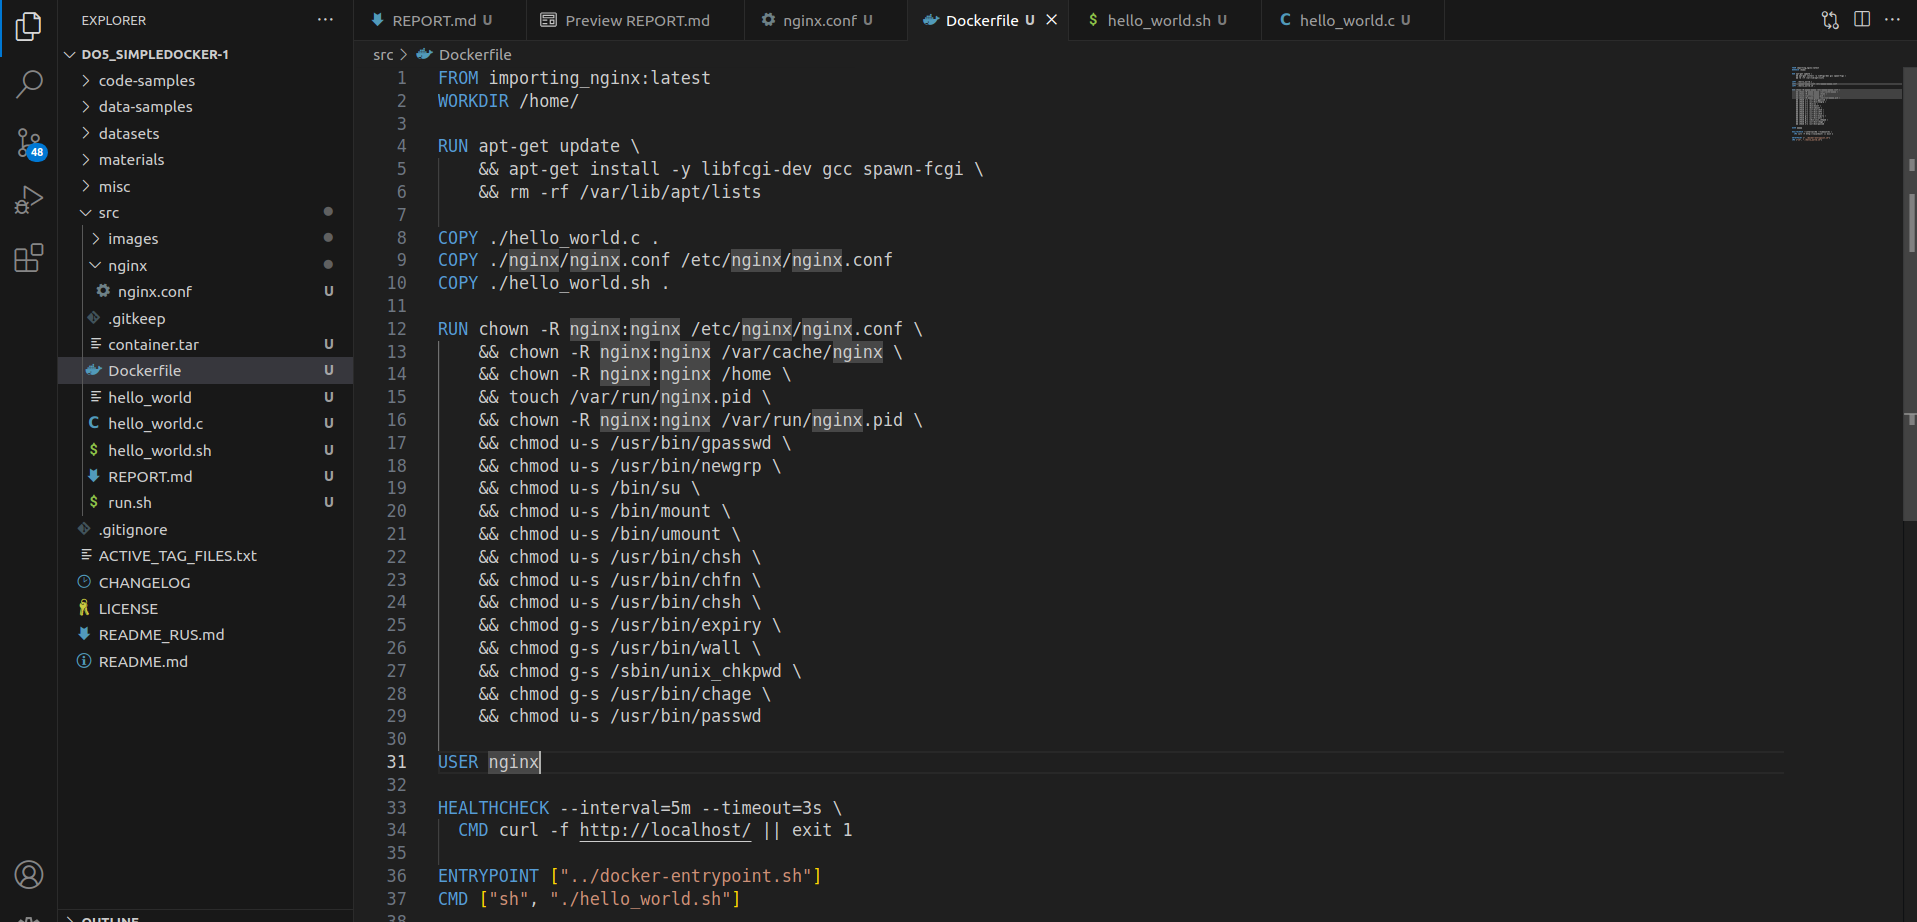 EXPLORER
DO5_SIMPLEDOCKER-1
code-samples
data-samples
datasets
materials
misc
src
images
nginx
nginx.conf U
.gitkeep
container.tar U
Dockerfile U
hello_world U
hello_world.c U
hello_world.sh U
REPORT.md U
run.sh U
.gitignore
ACTIVE_TAG_FILES.txt
CHANGELOG
LICENSE
README_RUS.md
README.md
OUTLINE
48
REPORT.md U Preview REPORT.md nginx.conf U Dockerfile U hello_world.sh U hello_world.c U
src > Dockerfile
1 FROM importing_nginx:latest
2 WORKDIR /home/
3
4 RUN apt-get update \
5 && apt-get install -y libfcgi-dev gcc spawn-fcgi \
6 && rm -rf /var/lib/apt/lists
7
8 COPY ./hello_world.c .
9 COPY ./nginx/nginx.conf /etc/nginx/nginx.conf
10 COPY ./hello_world.sh .
11
12 RUN chown -R nginx:nginx /etc/nginx/nginx.conf \
13 && chown -R nginx:nginx /var/cache/nginx \
14 && chown -R nginx:nginx /home \
15 && touch /var/run/nginx.pid \
16 && chown -R nginx:nginx /var/run/nginx.pid \
17 && chmod u-s /usr/bin/gpasswd \
18 && chmod u-s /usr/bin/newgrp \
19 && chmod u-s /bin/su \
20 && chmod u-s /bin/mount \
21 && chmod u-s /bin/umount \
22 && chmod u-s /usr/bin/chsh \
23 && chmod u-s /usr/bin/chfn \
24 && chmod u-s /usr/bin/chsh \
25 && chmod g-s /usr/bin/expiry \
26 && chmod g-s /usr/bin/wall \
27 && chmod g-s /sbin/unix_chkpwd \
28 && chmod g-s /usr/bin/chage \
29 && chmod u-s /usr/bin/passwd
30
31 USER nginx
32
33 HEALTHCHECK --interval=5m --timeout=3s \
34 CMD curl -f http://localhost/ || exit 1
35
36 ENTRYPOINT ["../docker-entrypoint.sh"]
37 CMD ["sh", "./hello_world.sh"]
38